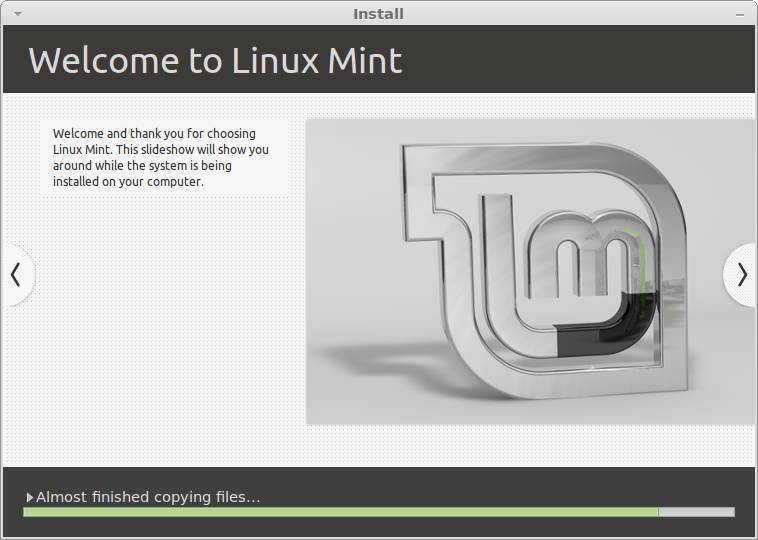 Install
Welcome to Linux Mint
Welcome and thank you for choosing
Linux Mint. This slideshow will show you
around while the system is being
installed on your computer.
Almost finished copying files...